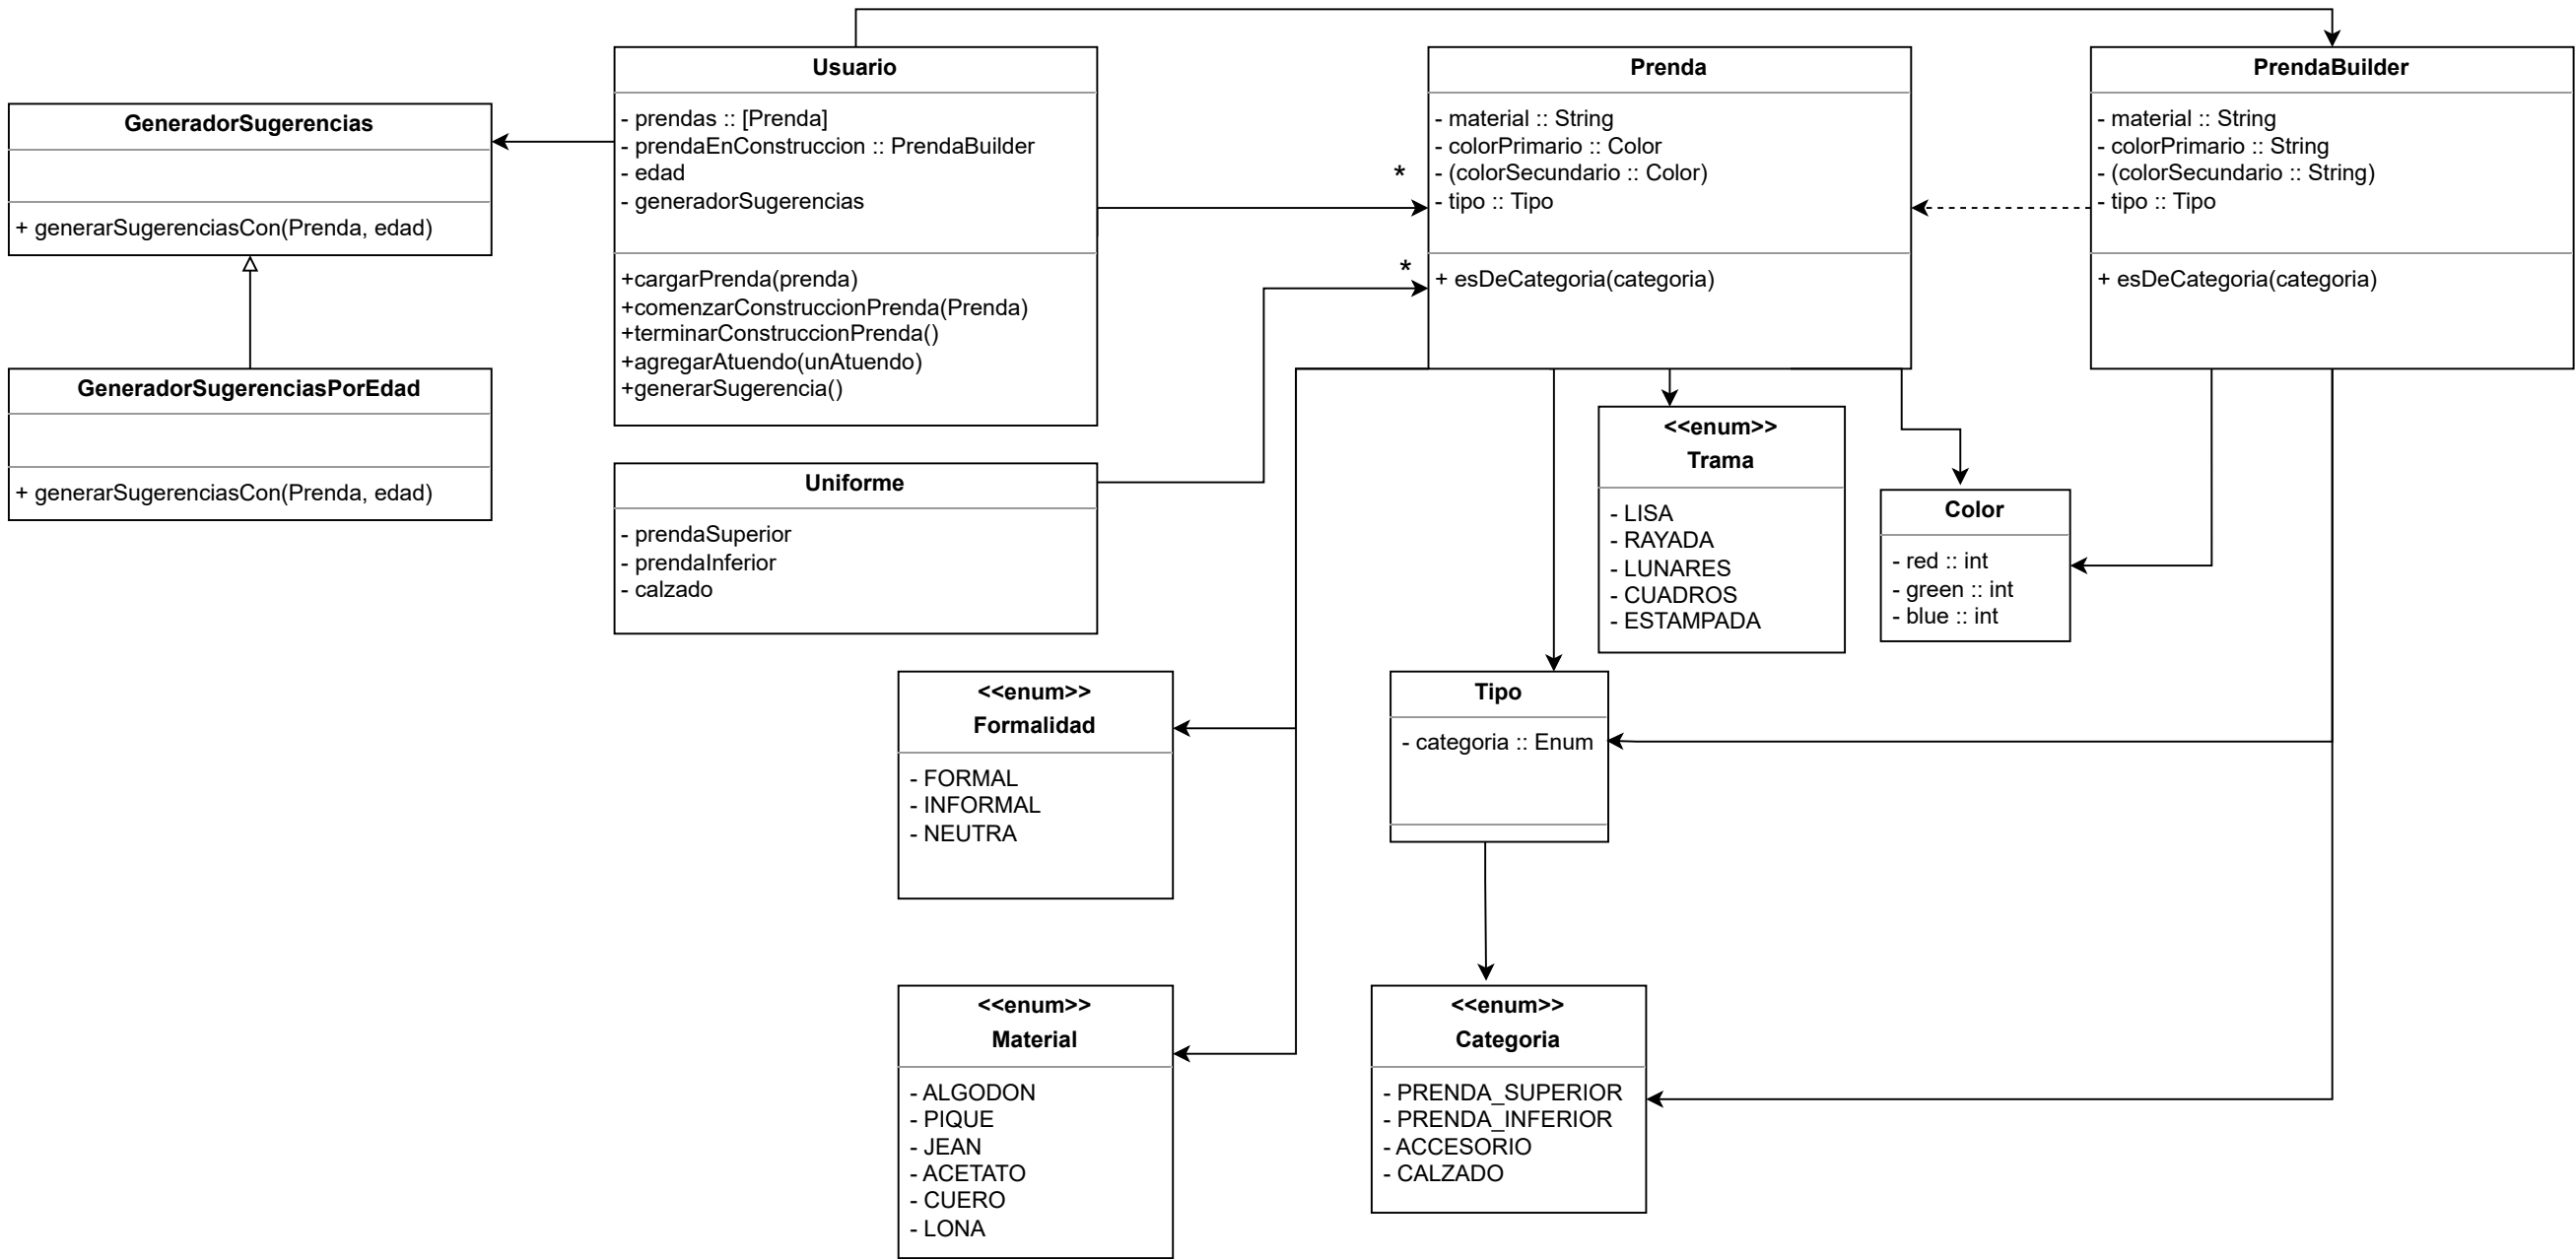 Usuario
- prendas :: [Prenda]
- prendaEnConstruccion :: PrendaBuilder
- edad
- generadorSugerencias
+cargarPrenda(prenda)
+comenzarConstruccionPrenda(Prenda)
+terminarConstruccionPrenda()
+agregarAtuendo(unAtuendo)
+generarSugerencia()
Prenda
- material :: String
- colorPrimario :: Color
- (colorSecundario :: Color)
- tipo :: Tipo
+ esDeCategoria(categoria)
*
*
PrendaBuilder
- material :: String
- colorPrimario :: String
- (colorSecundario :: String)
- tipo :: Tipo
+ esDeCategoria(categoria)
GeneradorSugerencias
+ generarSugerenciasCon(Prenda, edad)
GeneradorSugerenciasPorEdad
+ generarSugerenciasCon(Prenda, edad)
Uniforme
- prendaSuperior
- prendaInferior
- calzado
<<enum>>
Trama
- LISA
- RAYADA
- LUNARES
- CUADROS
- ESTAMPADA
Color
- red :: int
- green :: int
- blue :: int
<<enum>>
Formalidad
- FORMAL
- INFORMAL
- NEUTRA
Tipo
- categoria :: Enum
<<enum>>
Material
- ALGODON
- PIQUE
- JEAN
- ACETATO
- CUERO
- LONA
<<enum>>
Categoria
- PRENDA_SUPERIOR
- PRENDA_INFERIOR
- ACCESORIO
- CALZADO